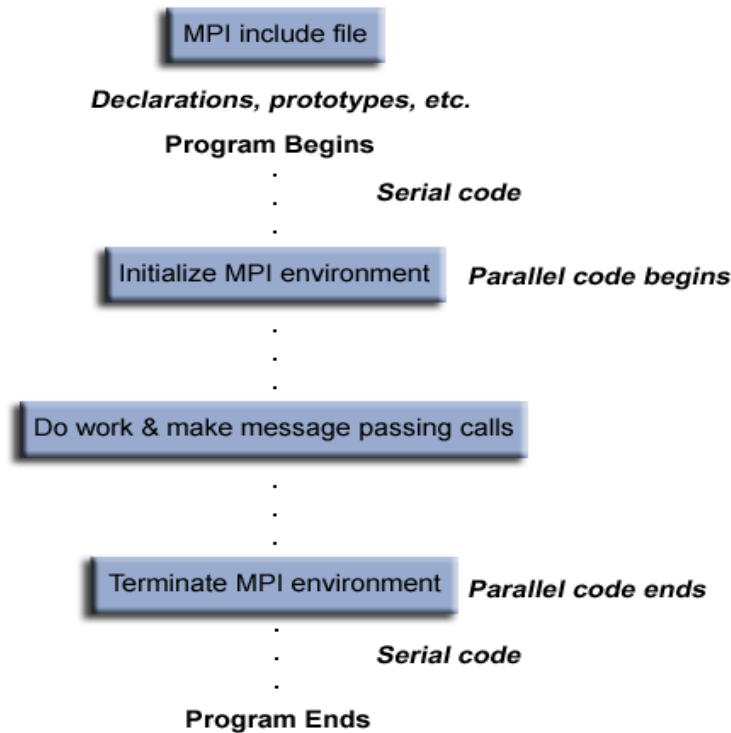 MPI include file
Declarations, prototypes, etc.
Program Begins
.
.
Serial code
.
Initialize MPI environment
Parallel code begins
.
.
.
Do work & make message passing calls
.
.
.
Terminate MPI environment
Parallel code ends
.
.
Serial code
.
Program Ends